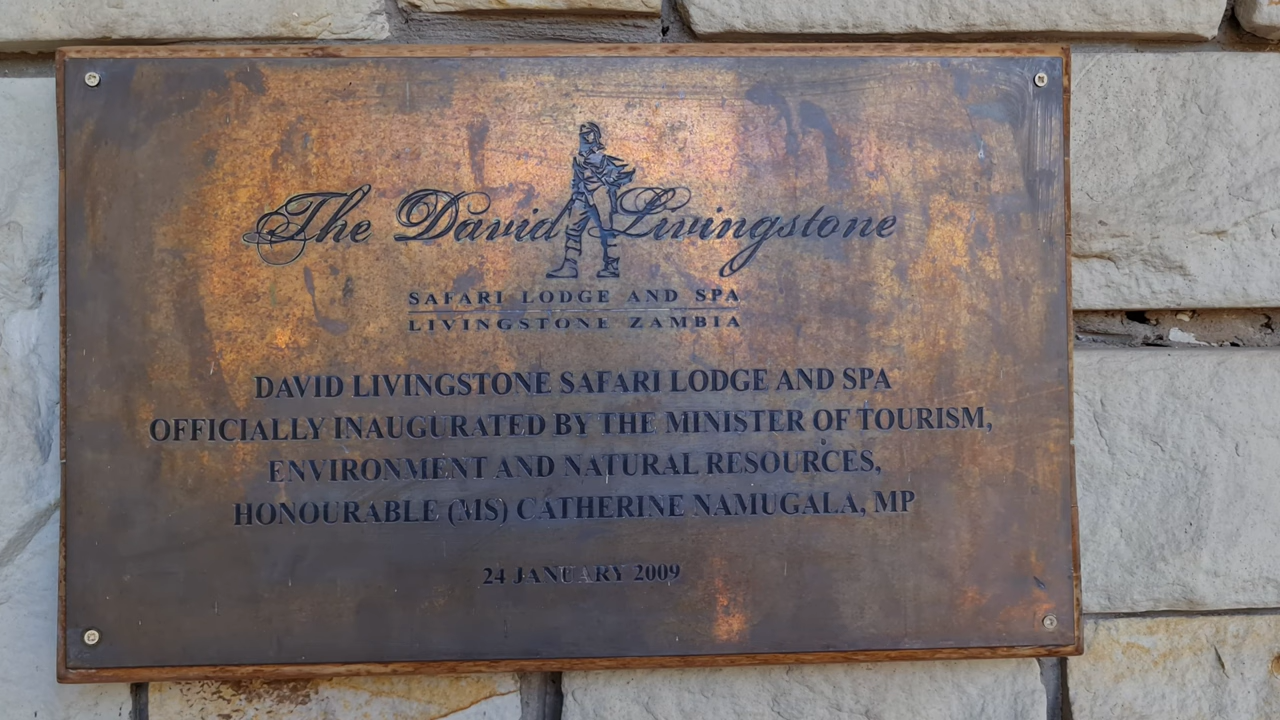 The David Livingstone
SAFARI LODGE AND SPA
LIVINGSTONE ZAMBIA
DAVID LIVINGSTONE SAFARI LODGE AND SPA
OFFICIALLY INAUGURATED BY THE MINISTER OF TOURISM,
ENVIRONMENT AND NATURAL RESOURCES,
HONOURABLE (MS) CATHERINE NAMUGALA, MP
24 JANUARY 2009